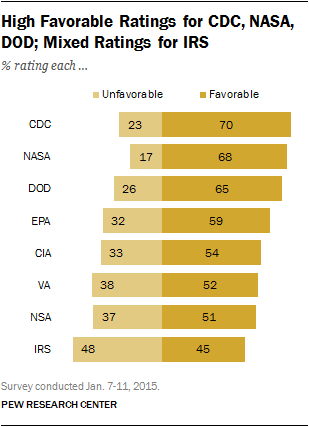 High Favorable Ratings for CDC, NASA,
DOD; Mixed Ratings for IRS
% rating each ...
Unfavorable Favorable
CDC 23 70
NASA 17 68
DOD 26 65
EPA 32 59
CIA 33 54
VA 38 52
NSA 37 51
IRS 48 45
Survey conducted Jan. 7-11, 2015.
PEW RESEARCH CENTER